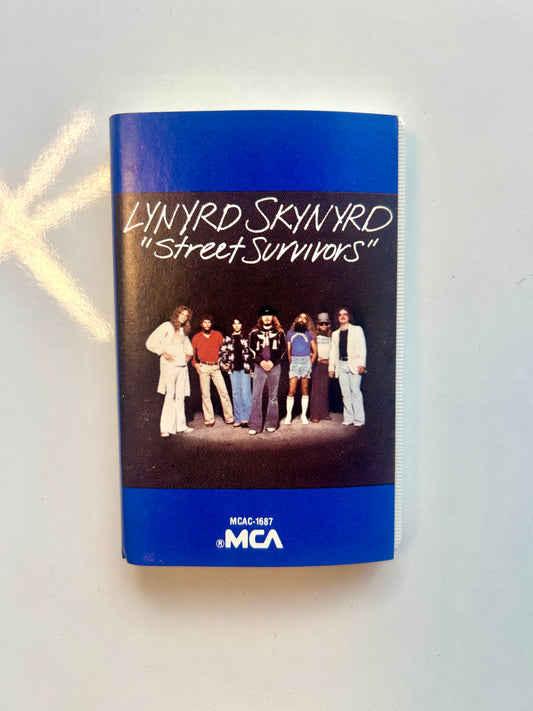 LYNYRD SKYNYRD
"Street Survivors"
MCAC-1687
®MCA